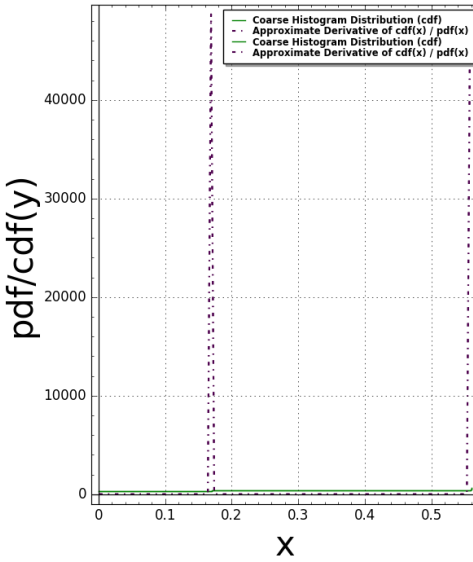 Coarse Histogram Distribution (cdf)
Approximate Derivative of cdf(x) / pdf(x)
Coarse Histogram Distribution (cdf)
Approximate Derivative of cdf(x) / pdf(x)
40000
30000
20000
10000
0
pdf/cdf(y)
0 0.1 0.2 0.3 0.4 0.5
x